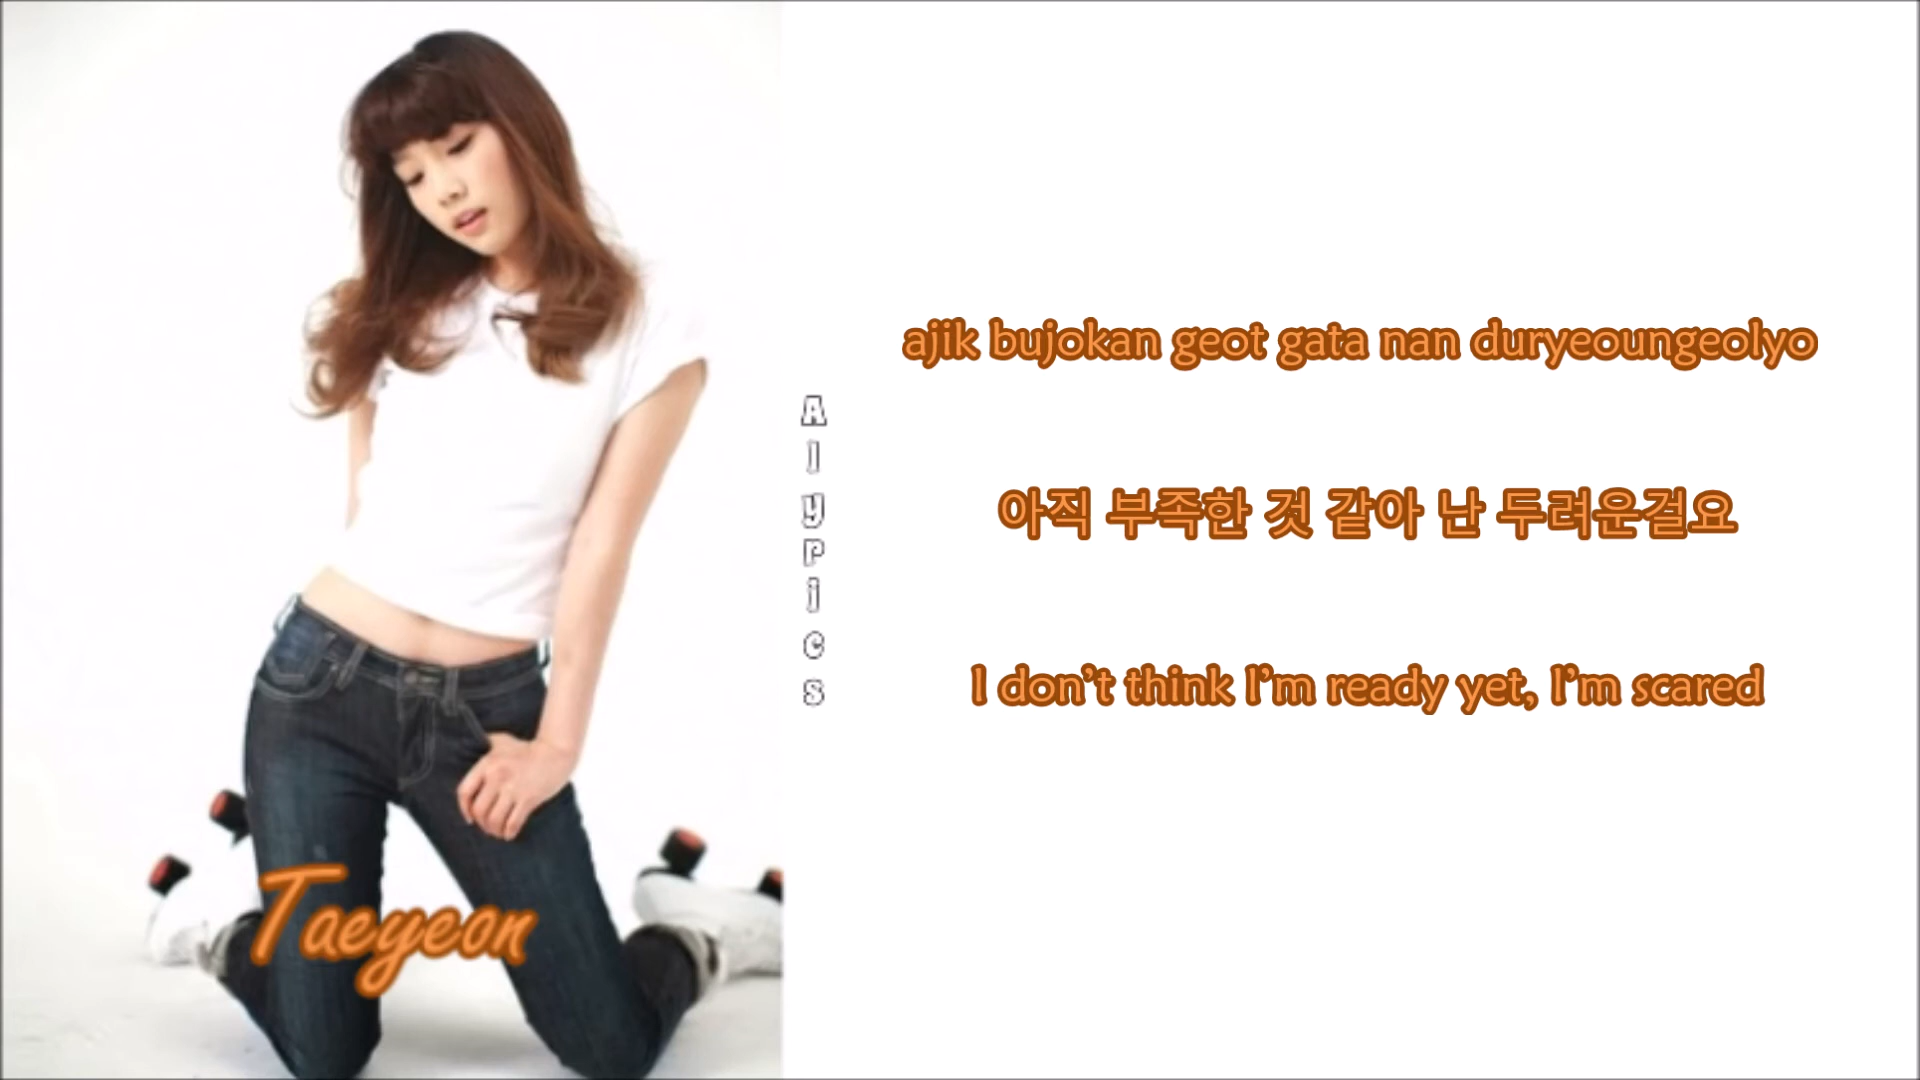 ajik bujokan geot gata nan duryeoungeolyo
아직 부족한 것 같아 난 두려운걸요
I don't think I'm ready yet, I'm scared
Alypics
Taeyeon